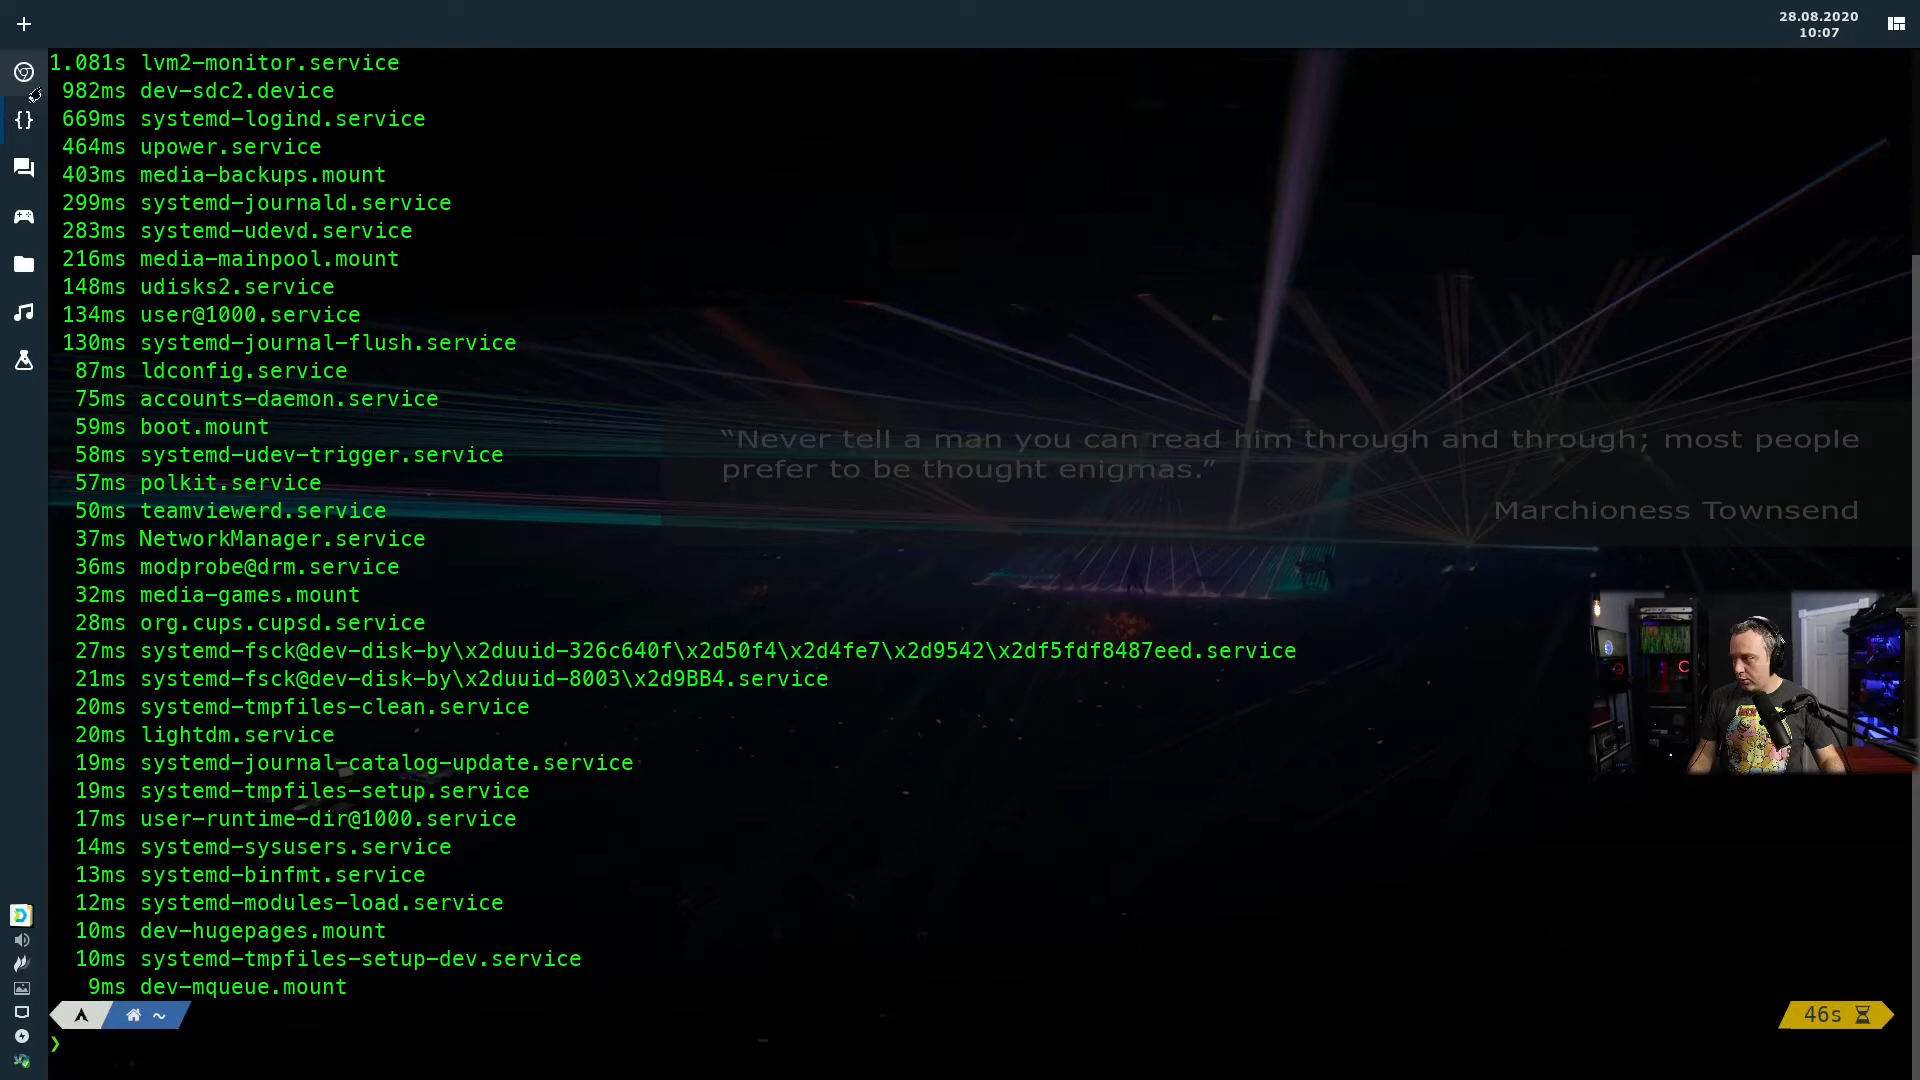 28.08.2020
10:07
1.081s lvm2-monitor.service
982ms dev-sdc2.device
669ms systemd-logind.service
464ms upower.service
403ms media-backups.mount
299ms systemd-journald.service
283ms systemd-udevd.service
216ms media-mainpool.mount
148ms udisks2.service
134ms user@1000.service
130ms systemd-journal-flush.service
87ms ldconfig.service
75ms accounts-daemon.service
59ms boot.mount
58ms systemd-udev-trigger.service
57ms polkit.service
50ms teamviewerd.service
37ms NetworkManager.service
36ms modprobe@drm.service
32ms media-games.mount
28ms org.cups.cupsd.service
27ms systemd-fsck@dev-disk-by\x2duuid-326c640f\x2d50f4\x2d4fe7\x2d9542\x2df5fdf8487eed.service
21ms systemd-fsck@dev-disk-by\x2duuid-8003\x2d9BB4.service
20ms systemd-tmpfiles-clean.service
20ms lightdm.service
19ms systemd-journal-catalog-update.service
19ms systemd-tmpfiles-setup.service
17ms user-runtime-dir@1000.service
14ms systemd-sysusers.service
13ms systemd-binfmt.service
12ms systemd-modules-load.service
10ms dev-hugepages.mount
10ms systemd-tmpfiles-setup-dev.service
9ms dev-mqueue.mount
~
46s
❯
“Never tell a man you can read him through and through; most people
prefer to be thought enigmas.”
Marchioness Townsend